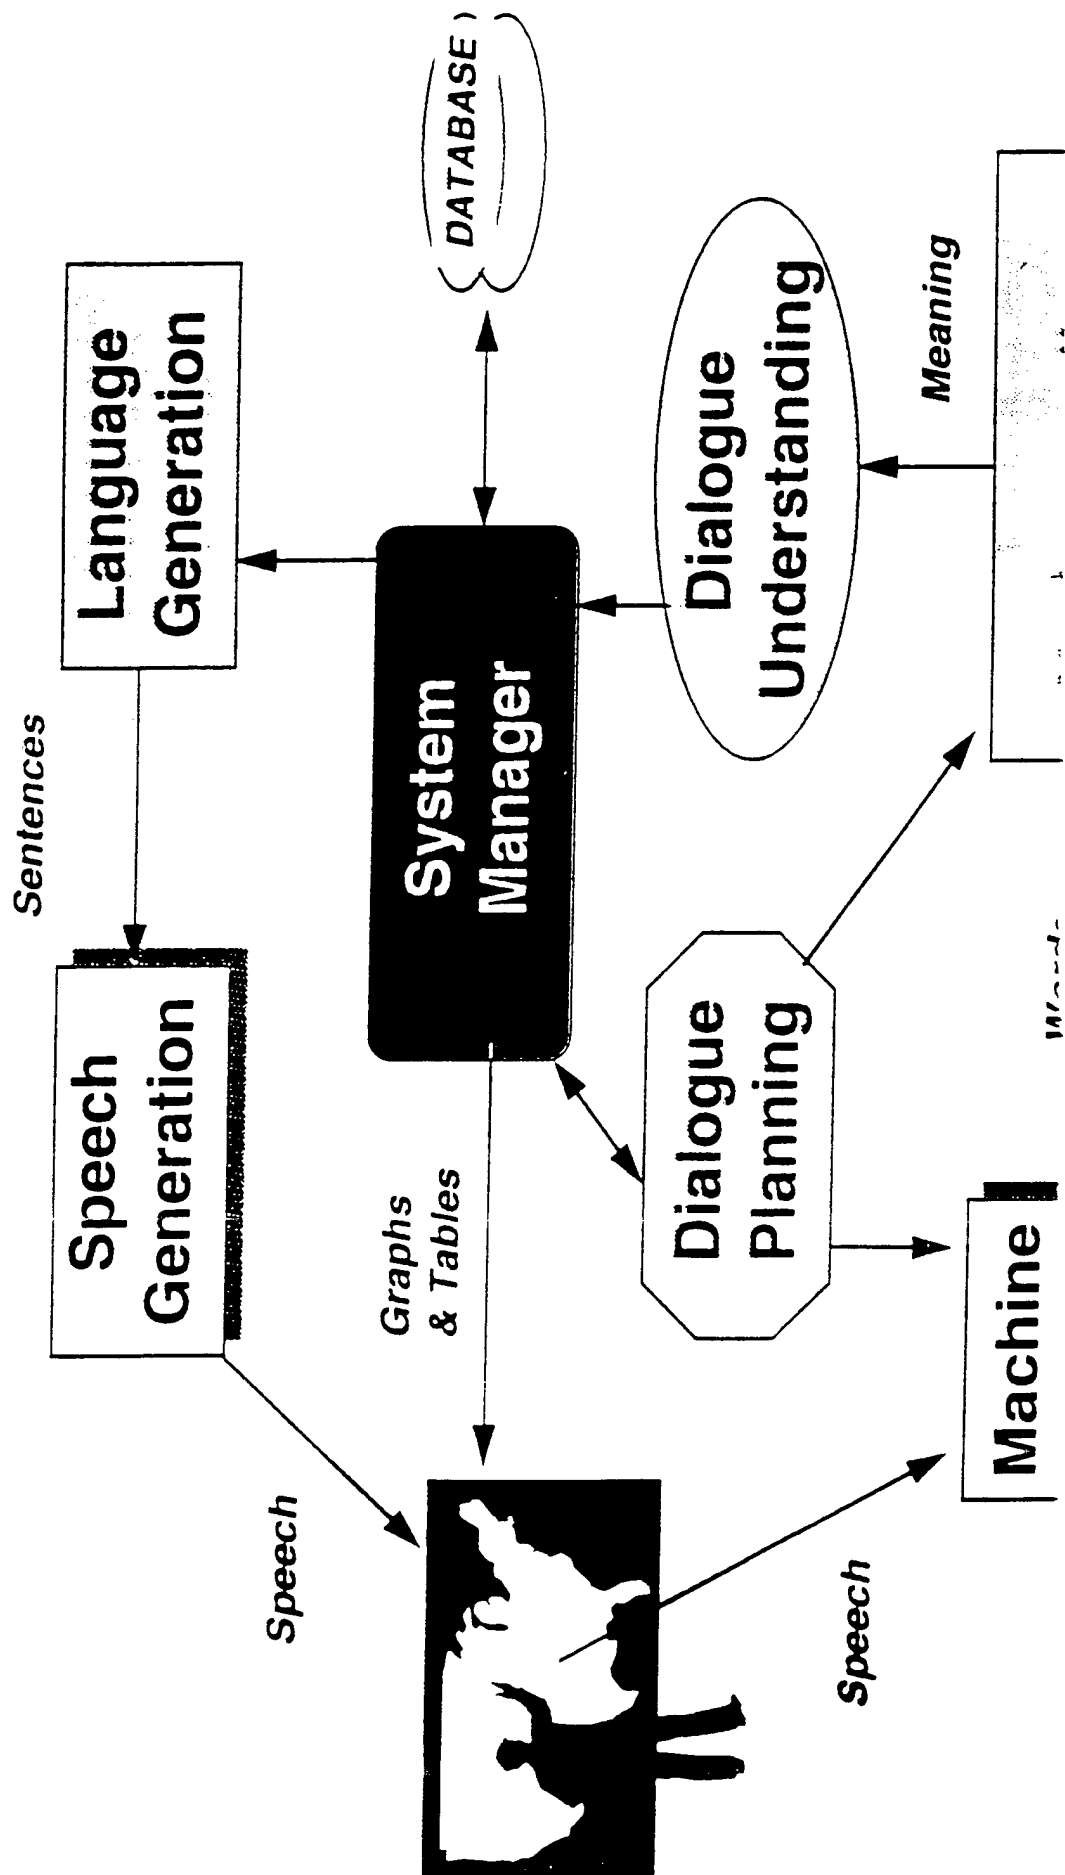 Sentences
Speech
Generation
Language
Generation
Speech
Graphs
& Tables
System
Manager
DATABASE
Dialogue
Planning
Dialogue
Understanding
Speech
Meaning
Machine